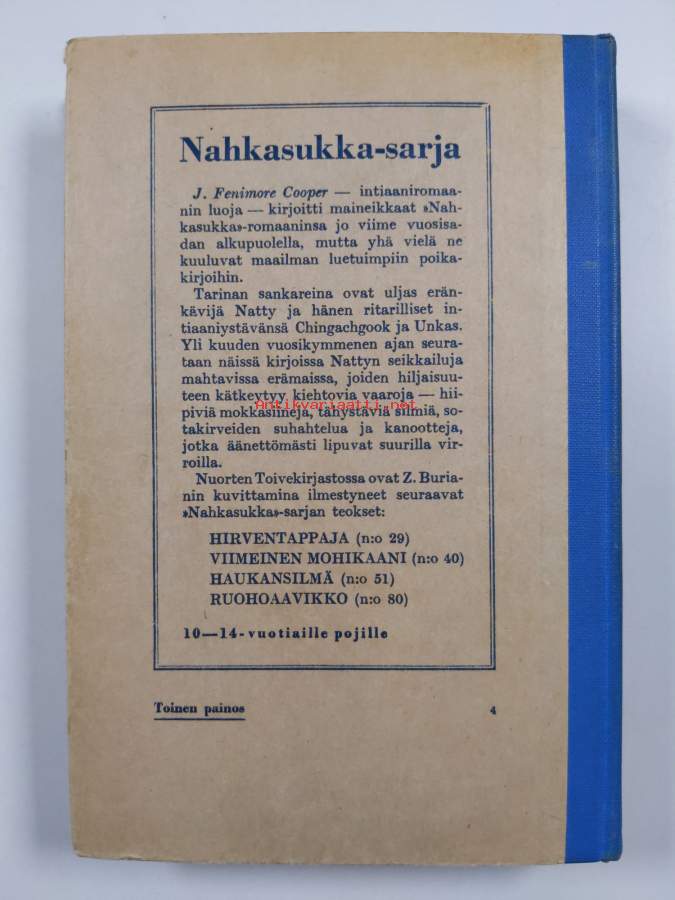 Nahkasukka-sarja
J. Fenimore Cooper — intiaaniromaa-
nin luoja — kirjoitti maineikkaat »Nah-
kasukka»-romaaninsa jo viime vuosisa-
dan alkupuolella, mutta yhä vielä ne
kuuluvat maailman luetuimpiin poika-
kirjoihin.
Tarinan sankareina ovat uljas erän-
kävijä Natty ja hänen ritarilliset in-
tiaaniystävänsä Chingachgook ja Unkas.
Yli kuuden vuosikymmenen ajan seura-
taan näissä kirjoissa Nattyn seikkailuja
mahtavissa erämaissa, joiden hiljaisuu-
teen kätkeytyy kiehtovia vaaroja — hii-
Antikvariaatti.net
piviä mokkasiineja, tähystäviä silmiä, so-
takirveiden suhahtelua ja kanootteja,
jotka äänettömästi lipuvat suurilla vir-
roilla.
Nuorten Toivekirjastossa ovat Z. Buria-
nin kuvittamina ilmestyneet seuraavat
»Nahkasukka»-sarjan teokset:
HIRVENTAPPAJA (n:o 29)
VIIMEINEN MOHIKAANI (n:o 40)
HAUKANSILMÄ (n:o 51)
RUOHOAAVIKKO (n:o 80)
10—14-vuotiaille pojille
Toinen painos 4